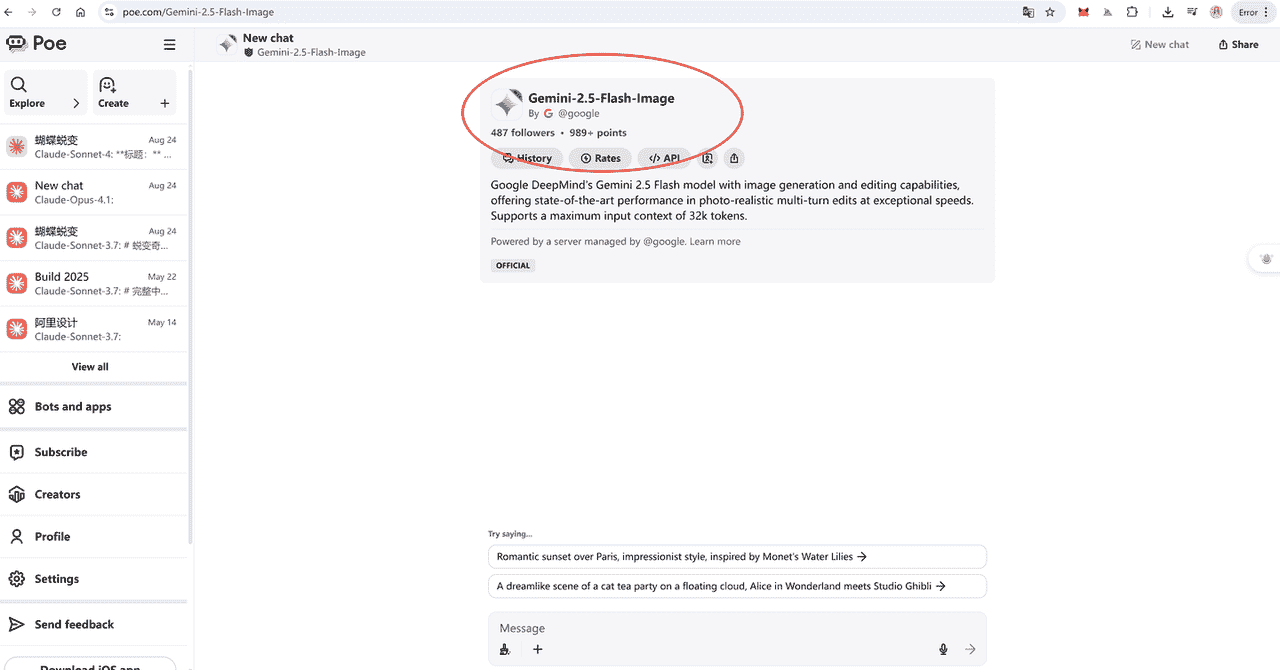 poe.com/Gemini-2.5-Flash-Image
Error
Poe
New chat
Gemini-2.5-Flash-Image
New chat
Share
Explore
Create
蝴蝶蜕变
Aug 24
Claude-Sonnet-4: **标题：** ...
New chat
Aug 24
Claude-Opus-4.1:
蝴蝶蜕变
Aug 24
Claude-Sonnet-3.7: # 蜕变奇...
Build 2025
May 22
Claude-Sonnet-3.7: # 完整中...
阿里设计
May 14
Claude-Sonnet-3.7:
View all
Bots and apps
Subscribe
Creators
Profile
Settings
Send feedback
Download iOS app
Gemini-2.5-Flash-Image
By G @google
487 followers • 989+ points
History
Rates
API
Google DeepMind's Gemini 2.5 Flash model with image generation and editing capabilities,
offering state-of-the-art performance in photo-realistic multi-turn edits at exceptional speeds.
Supports a maximum input context of 32k tokens.
Powered by a server managed by @google. Learn more
OFFICIAL
Try saying...
Romantic sunset over Paris, impressionist style, inspired by Monet's Water Lilies →
A dreamlike scene of a cat tea party on a floating cloud, Alice in Wonderland meets Studio Ghibli →
Message